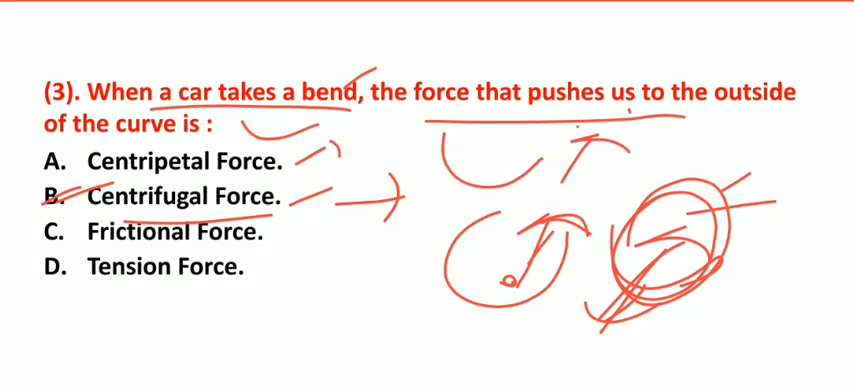 (3). When a car takes a bend, the force that pushes us to the outside
of the curve is :
A. Centripetal Force.
B. Centrifugal Force.
C. Frictional Force.
D. Tension Force.